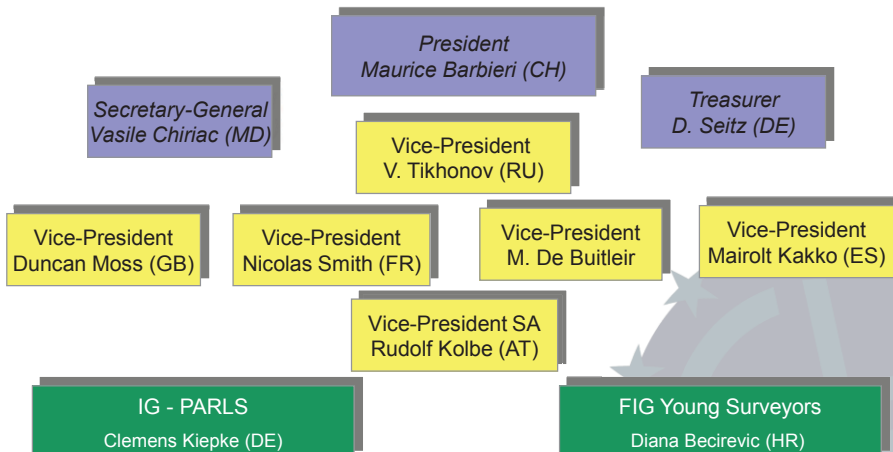 President
Maurice Barbieri (CH)
Secretary-General
Vasile Chiriac (MD)
Treasurer
D. Seitz (DE)
Vice-President
V. Tikhonov (RU)
Vice-President
Duncan Moss (GB)
Vice-President
Nicolas Smith (FR)
Vice-President
M. De Buitleir
Vice-President
Mairolt Kakko (ES)
Vice-President SA
Rudolf Kolbe (AT)
IG - PARLS
Clemens Kiepke (DE)
FIG Young Surveyors
Diana Becirevic (HR)